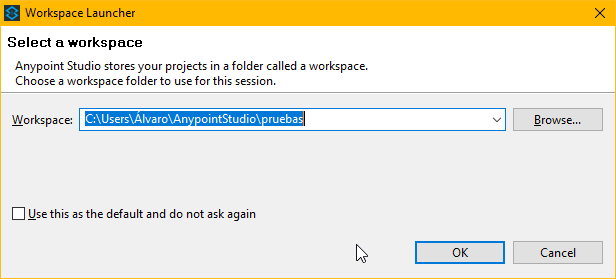 Workspace Launcher
Select a workspace
Anypoint Studio stores your projects in a folder called a workspace.
Choose a workspace folder to use for this session.
Workspace: C:\Users\Álvaro\AnypointStudio\pruebas Browse...
Use this as the default and do not ask again
OK Cancel